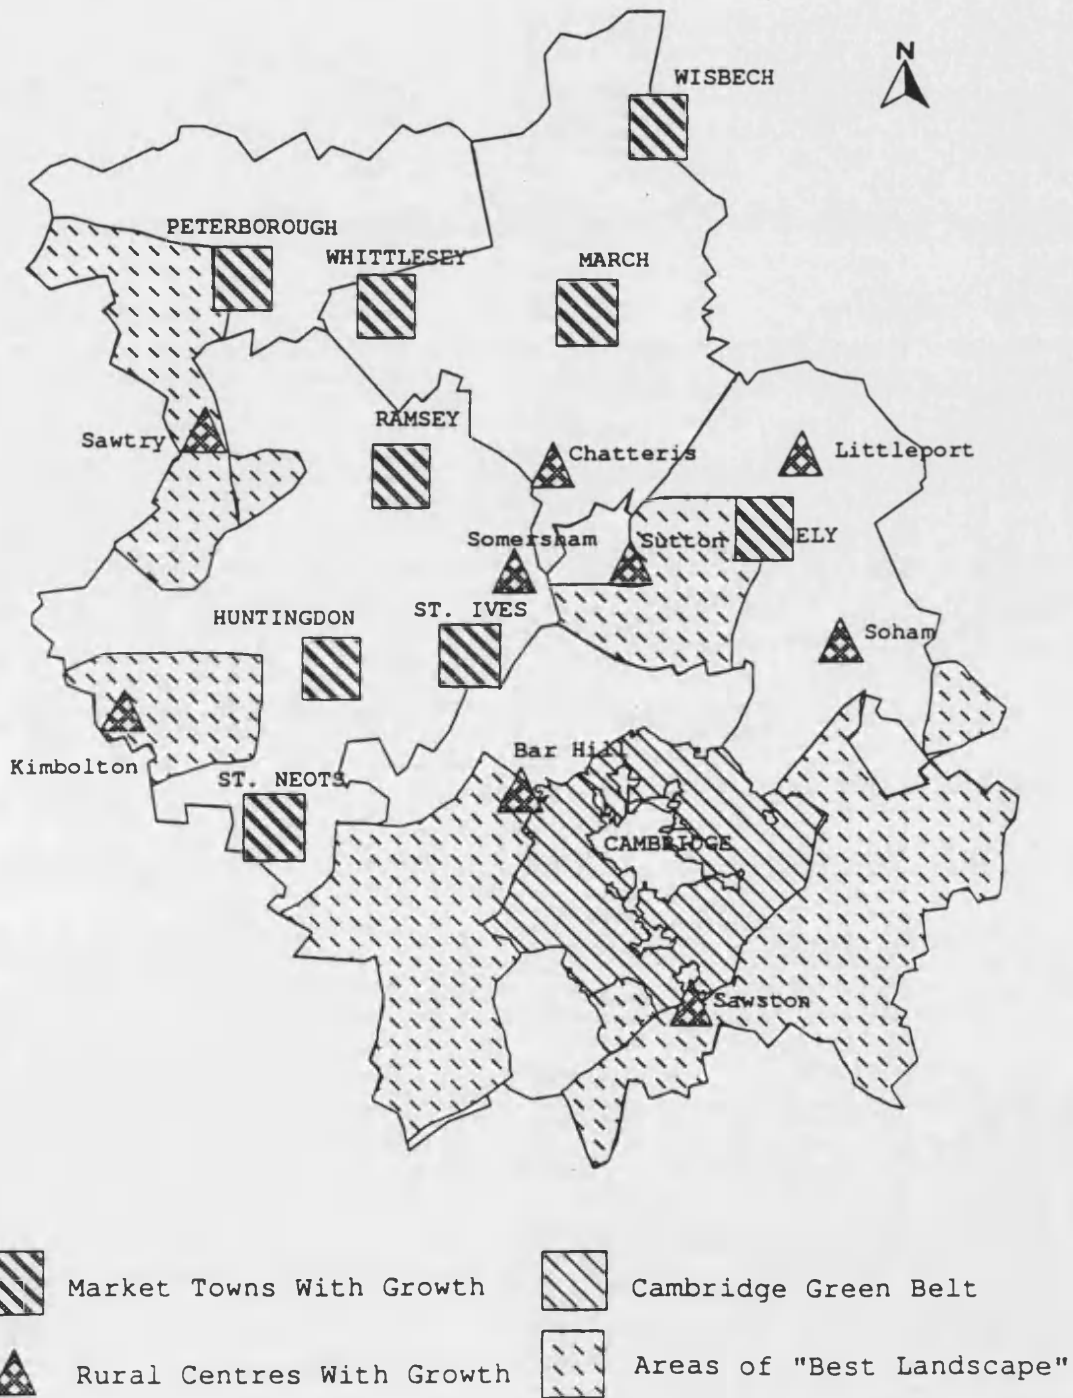 N
WISBECH
PETERBOROUGH
WHITTLESEY
MARCH
RAMSEY
Sawtry
Chatteris
Littleport
Somersham
Sutton
ELY
HUNTINGDON
ST. IVES
Soham
Kimbolton
Bar Hill
ST. NEOTS
CAMBRIDGE
Sawston
Market Towns With Growth
Cambridge Green Belt
Rural Centres With Growth
Areas of "Best Landscape"